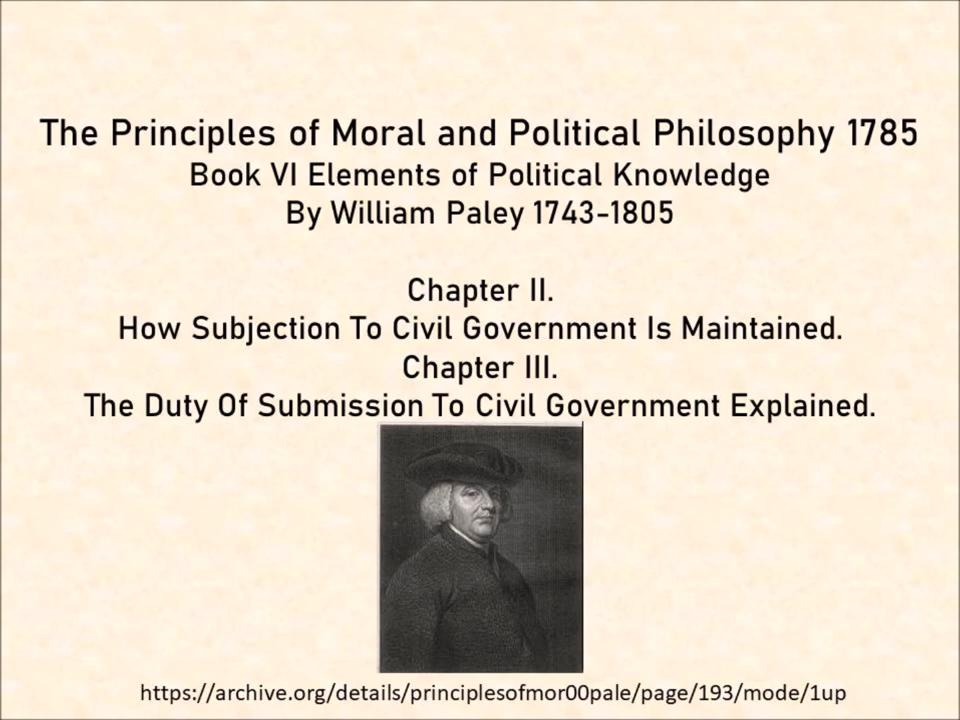 The Principles of Moral and Political Philosophy 1785
Book VI Elements of Political Knowledge
By William Paley 1743-1805
Chapter II.
How Subjection To Civil Government Is Maintained.
Chapter III.
The Duty Of Submission To Civil Government Explained.
https://archive.org/details/principlesofmor00pale/page/193/mode/1up